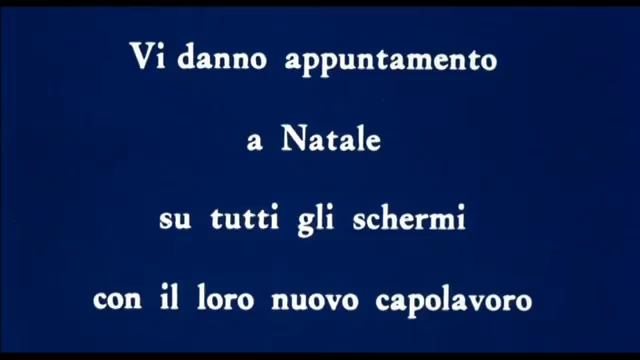 Vi danno appuntamento
a Natale
su tutti gli schermi
con il loro nuovo capolavoro